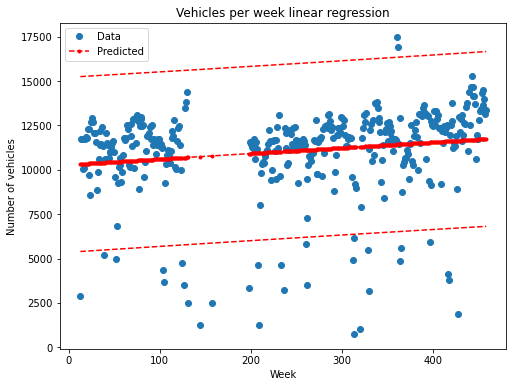 Vehicles per week linear regression
17500
15000
12500
10000
7500
5000
2500
0
Number of vehicles
Data
Predicted
0 100 200 300 400
Week